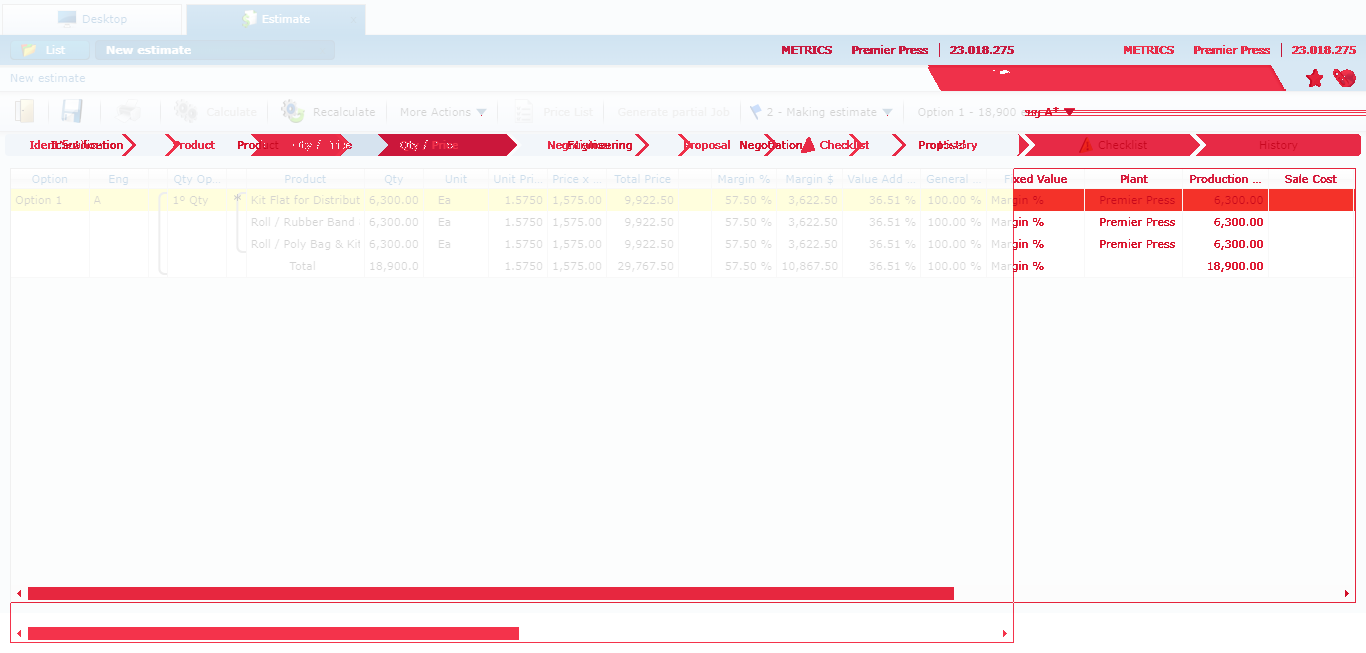 Desktop Estimate
List New estimate METRICS Premier Press 23.018.275 METRICS Premier Press 23.018.275
New estimate
Calculate Recalculate More Actions Price List Generate partial Job 2 - Making estimate Option 1 - 18,900
Product Product Qty / Price Qty / Price Engineering Proposal Negotiation Checklist Checklist History
Option Eng Qty Op... Product Qty Unit Unit Pri... Price x ... Total Price Margin % Margin $ Value Add... General ... Fixed Value Plant Production ... Sale Cost
Option 1 A 1º Qty * Kit Flat for Distribut 6,300.00 Ea 1.5750 1,575.00 9,922.50 57.50 % 3,622.50 36.51 % 100.00 % Margin % Premier Press 6,300.00
Roll / Rubber Band 6,300.00 Ea 1.5750 1,575.00 9,922.50 57.50 % 3,622.50 36.51 % 100.00 % Margin % Premier Press 6,300.00
Roll / Poly Bag & Kit 6,300.00 Ea 1.5750 1,575.00 9,922.50 57.50 % 3,622.50 36.51 % 100.00 % Margin % Premier Press 6,300.00
Total 18,900.0 1.5750 1,575.00 29,767.50 57.50 % 10,867.50 36.51 % 100.00 % Margin % 18,900.00